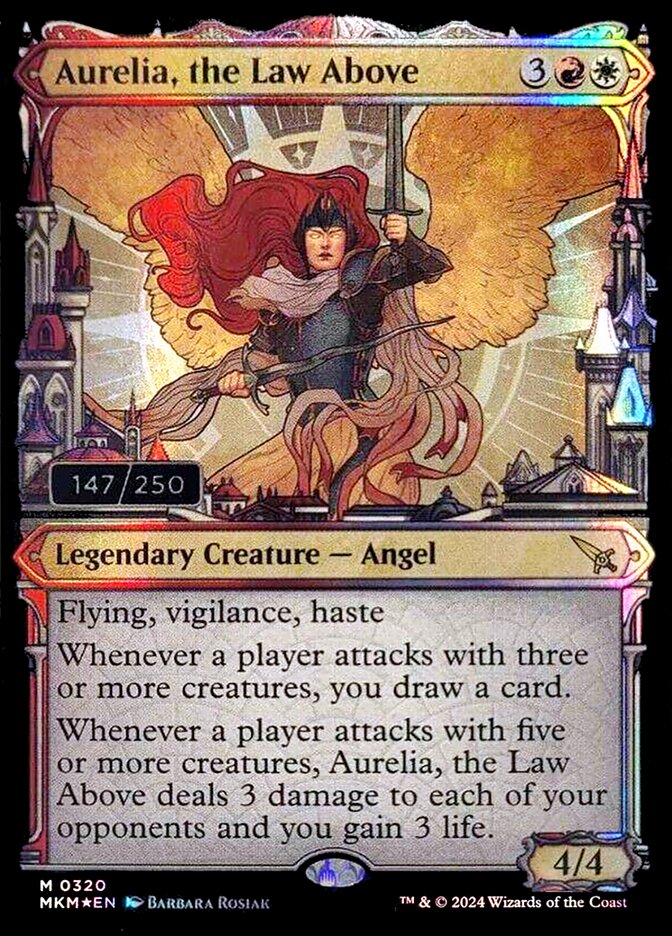 Aurelia, the Law Above 3
147/250
Legendary Creature — Angel
Flying, vigilance, haste
Whenever a player attacks with three
or more creatures, you draw a card.
Whenever a player attacks with five
or more creatures, Aurelia, the Law
Above deals 3 damage to each of your
opponents and you gain 3 life.
4/4
M 0320
MKM★EN BARBARA ROSIAK
™ & © 2024 Wizards of the Coast